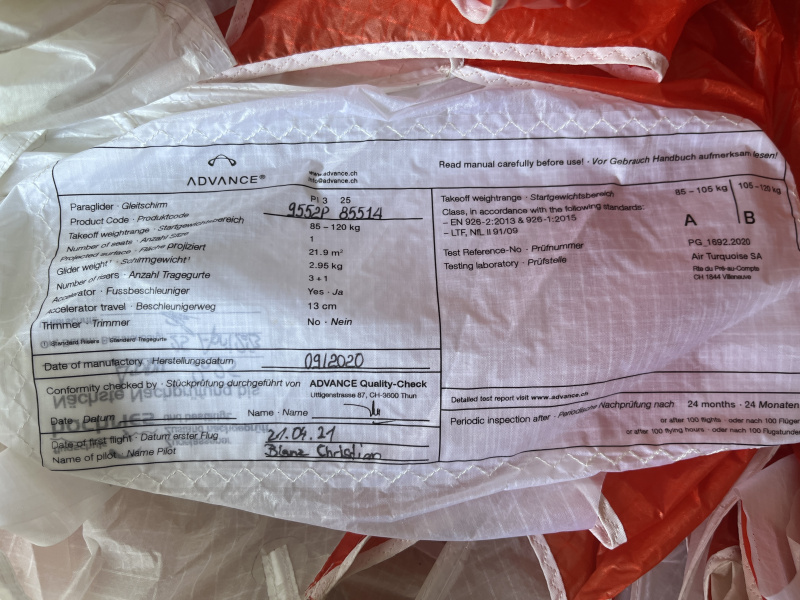 ADVANCE®
www.advance.ch
info@advance.ch
Read manual carefully before use! - Vor Gebrauch Handbuch aufmerksam lesen!
Paraglider · Gleitschirm PI 3 25
Product Code · Produktcode 9552P 85514
Takeoff weightrange · Startgewichtsbereich 85 – 120 kg
Number of seats · Anzahl Sitze 1
Projected surface · Fläche projiziert 21.9 m²
Glider weight¹ · Schirmgewicht¹ 2.95 kg
Number of risers · Anzahl Tragegurte 3 + 1
Accelerator · Fussbeschleuniger Yes · Ja
Accelerator travel · Beschleunigerweg 13 cm
Trimmer · Trimmer No · Nein
Standard Risers Standard Tragegurte
Date of manufactory · Herstellungsdatum 09/2020
Conformity checked by · Stückprüfung durchgeführt von ADVANCE Quality-Check
Uttigenstrasse 87, CH-3600 Thun
Date · Datum Name · Name
Date of first flight · Datum erster Flug 21.04.21
Name of pilot · Name Pilot Blanz Christian
Takeoff weightrange · Startgewichtsbereich 85 – 105 kg 105 – 120 kg
Class, in accordance with the following standards:
– EN 926-2:2013 & 926-1:2015
– LTF, NfL II 91/09
A B
Test Reference-No · Prüfnummer PG_1692.2020
Testing laboratory · Prüfstelle Air Turquoise SA
Rte du Pré-au-Comte
CH 1844 Villeneuve
Detailed test report visit www.advance.ch
Periodic inspection after · Periodische Nachprüfung nach 24 months · 24 Monaten
or after 100 flights · oder nach 100 Flügen
or after 100 flying hours · oder nach 100 Flugstunden
Nächste Nachprüfung bis